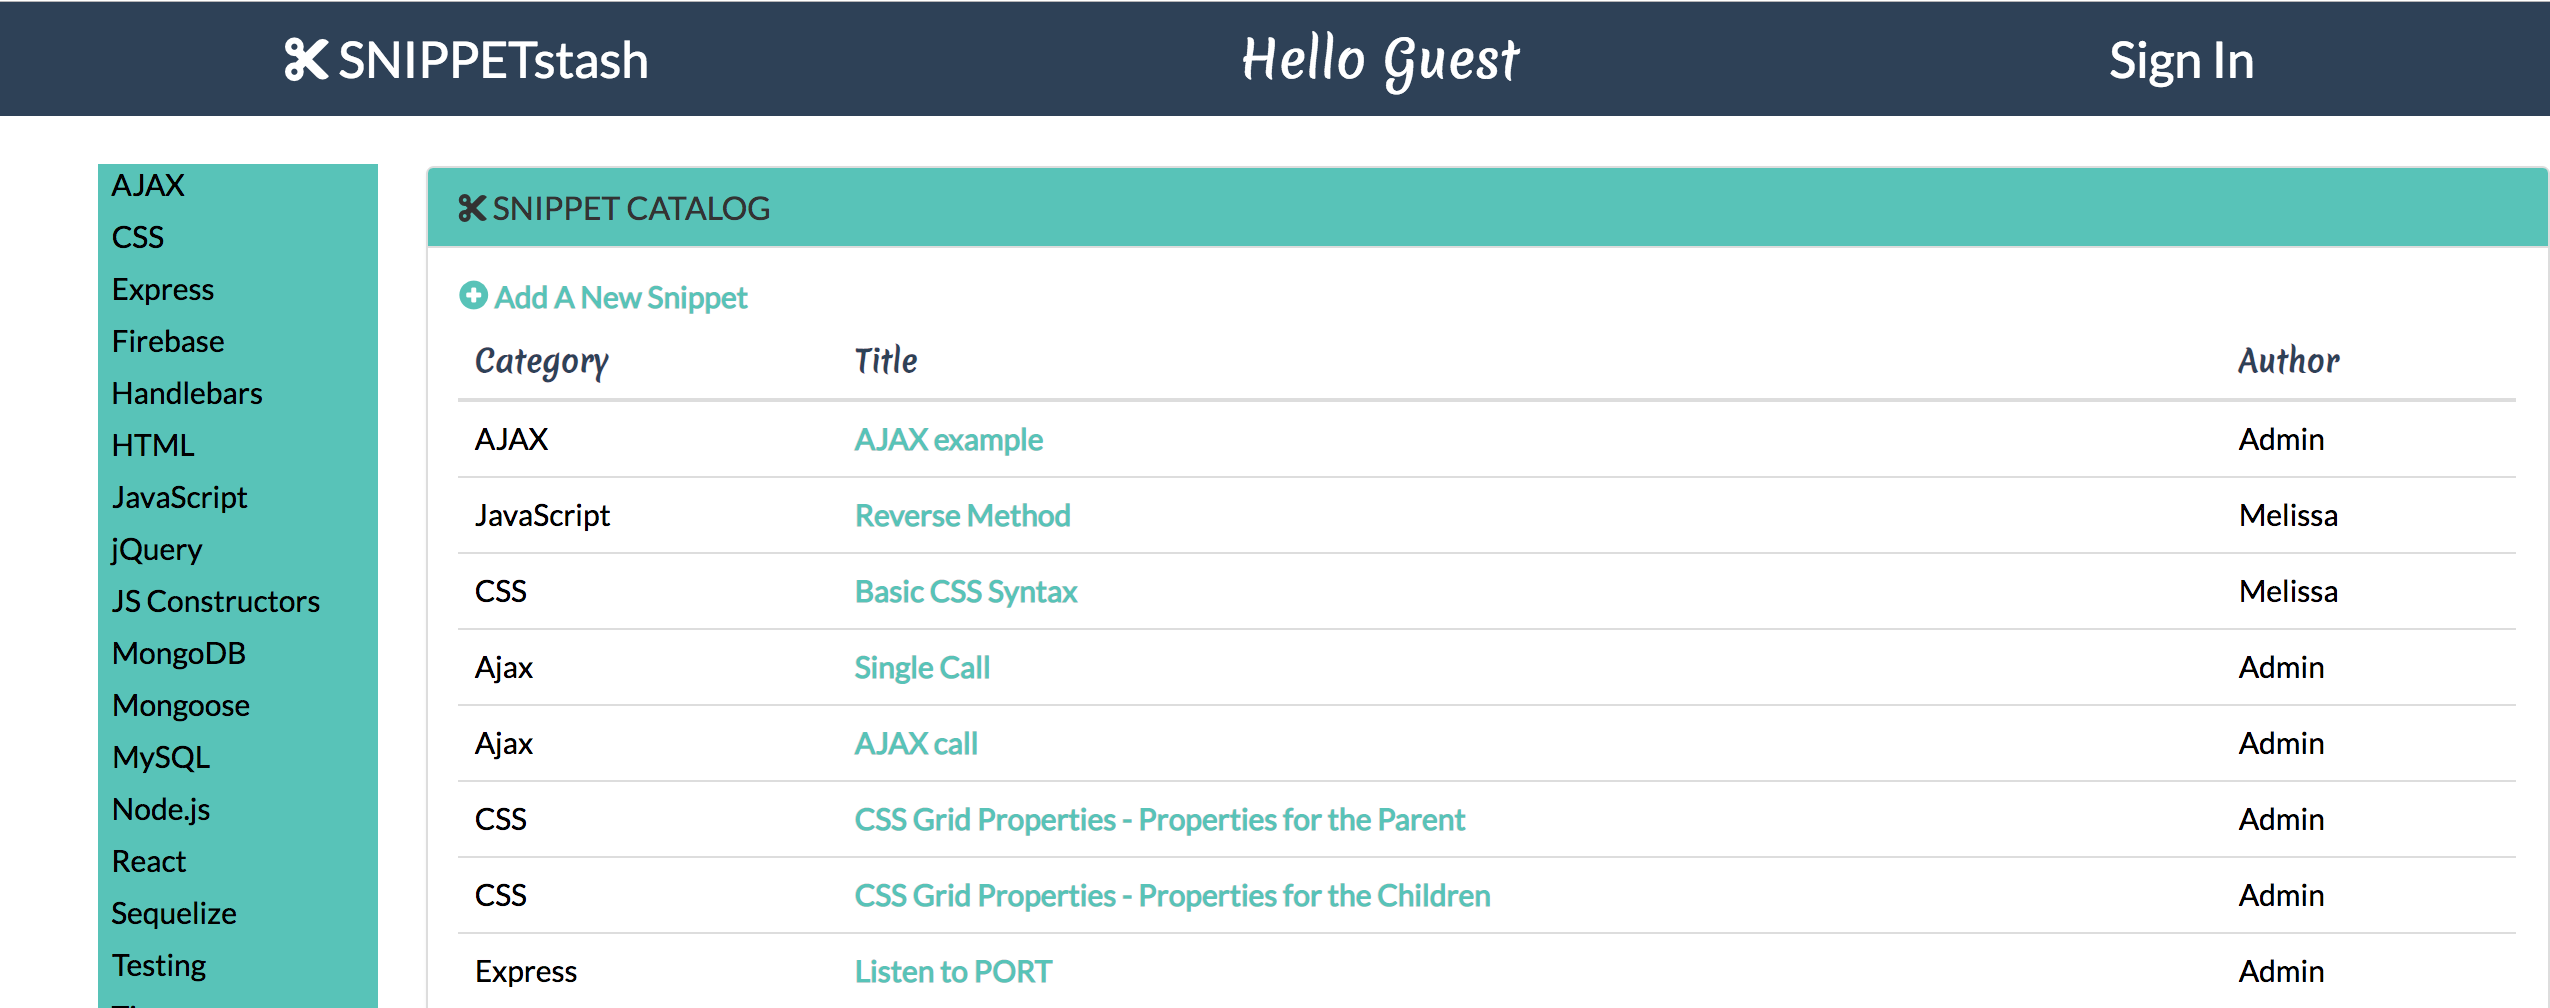 SNIPPETstash
Hello Guest
Sign In
AJAX
CSS
Express
Firebase
Handlebars
HTML
JavaScript
jQuery
JS Constructors
MongoDB
Mongoose
MySQL
Node.js
React
Sequelize
Testing
SNIPPET CATALOG
Add A New Snippet
Category Title Author
AJAX AJAX example Admin
JavaScript Reverse Method Melissa
CSS Basic CSS Syntax Melissa
Ajax Single Call Admin
Ajax AJAX call Admin
CSS CSS Grid Properties - Properties for the Parent Admin
CSS CSS Grid Properties - Properties for the Children Admin
Express Listen to PORT Admin